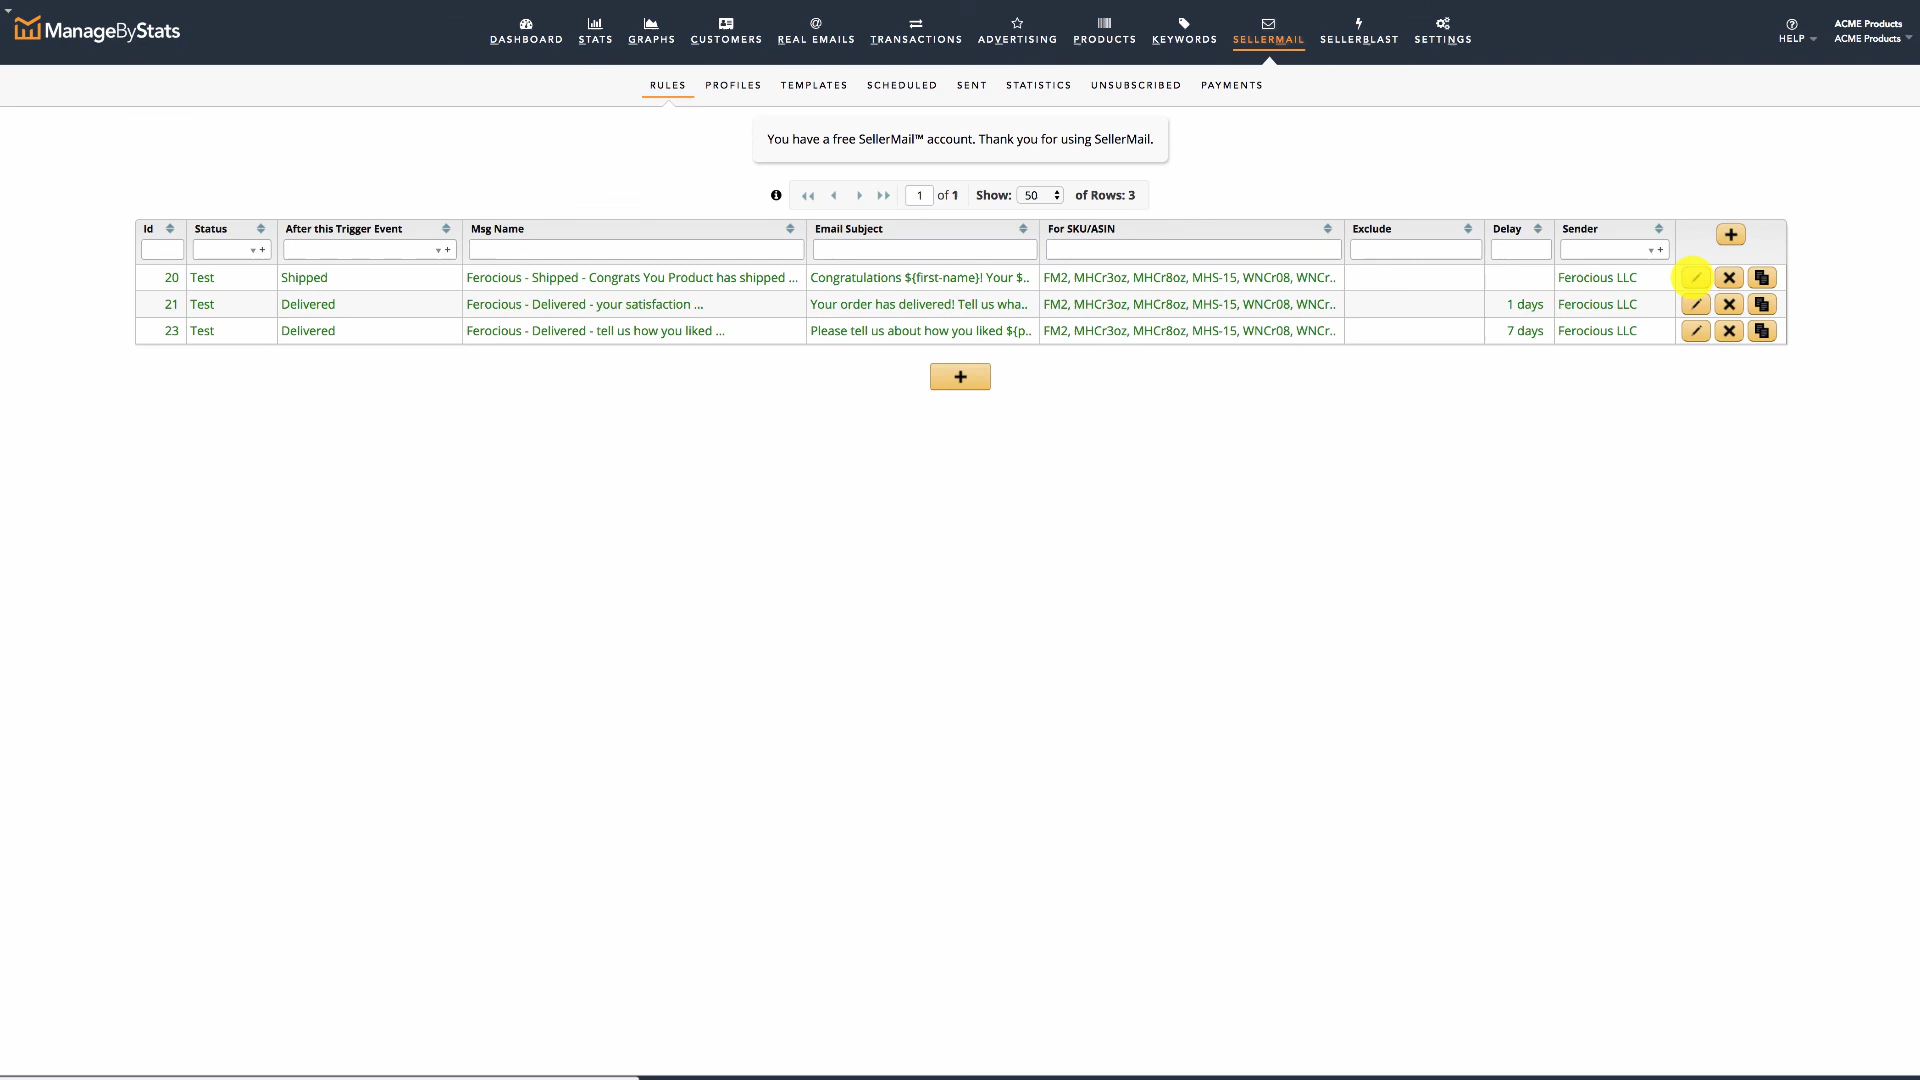 ManageByStats
DASHBOARD STATS GRAPHS CUSTOMERS REAL EMAILS TRANSACTIONS ADVERTISING PRODUCTS KEYWORDS SELLERMAIL SELLERBLAST SETTINGS
HELP
ACME Products
ACME Products
RULES PROFILES TEMPLATES SCHEDULED SENT STATISTICS UNSUBSCRIBED PAYMENTS
You have a free SellerMail™ account. Thank you for using SellerMail.
1 of 1 Show: 50 of Rows: 3
Id Status After this Trigger Event Msg Name Email Subject For SKU/ASIN Exclude Delay Sender
20 Test Shipped Ferocious - Shipped - Congrats You Product has shipped ... Congratulations ${first-name}! Your $.. FM2, MHCr3oz, MHCr8oz, MHS-15, WNCr08, WNCr.. Ferocious LLC
21 Test Delivered Ferocious - Delivered - your satisfaction ... Your order has delivered! Tell us wha.. FM2, MHCr3oz, MHCr8oz, MHS-15, WNCr08, WNCr.. 1 days Ferocious LLC
23 Test Delivered Ferocious - Delivered - tell us how you liked ... Please tell us about how you liked ${p.. FM2, MHCr3oz, MHCr8oz, MHS-15, WNCr08, WNCr.. 7 days Ferocious LLC